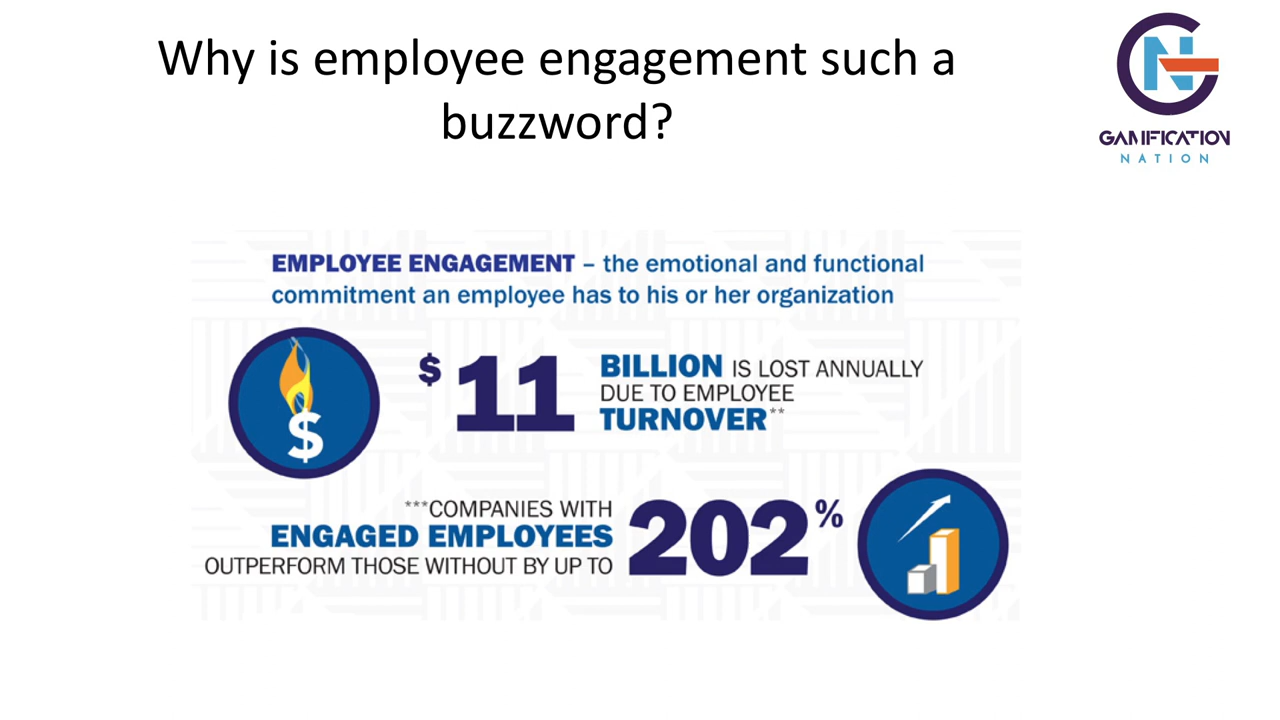 Why is employee engagement such a
buzzword?
GAMIFICATION
NATION
EMPLOYEE ENGAGEMENT – the emotional and functional
commitment an employee has to his or her organization
$ 11 BILLION IS LOST ANNUALLY
DUE TO EMPLOYEE
TURNOVER**
$
***COMPANIES WITH
ENGAGED EMPLOYEES
OUTPERFORM THOSE WITHOUT BY UP TO 202%